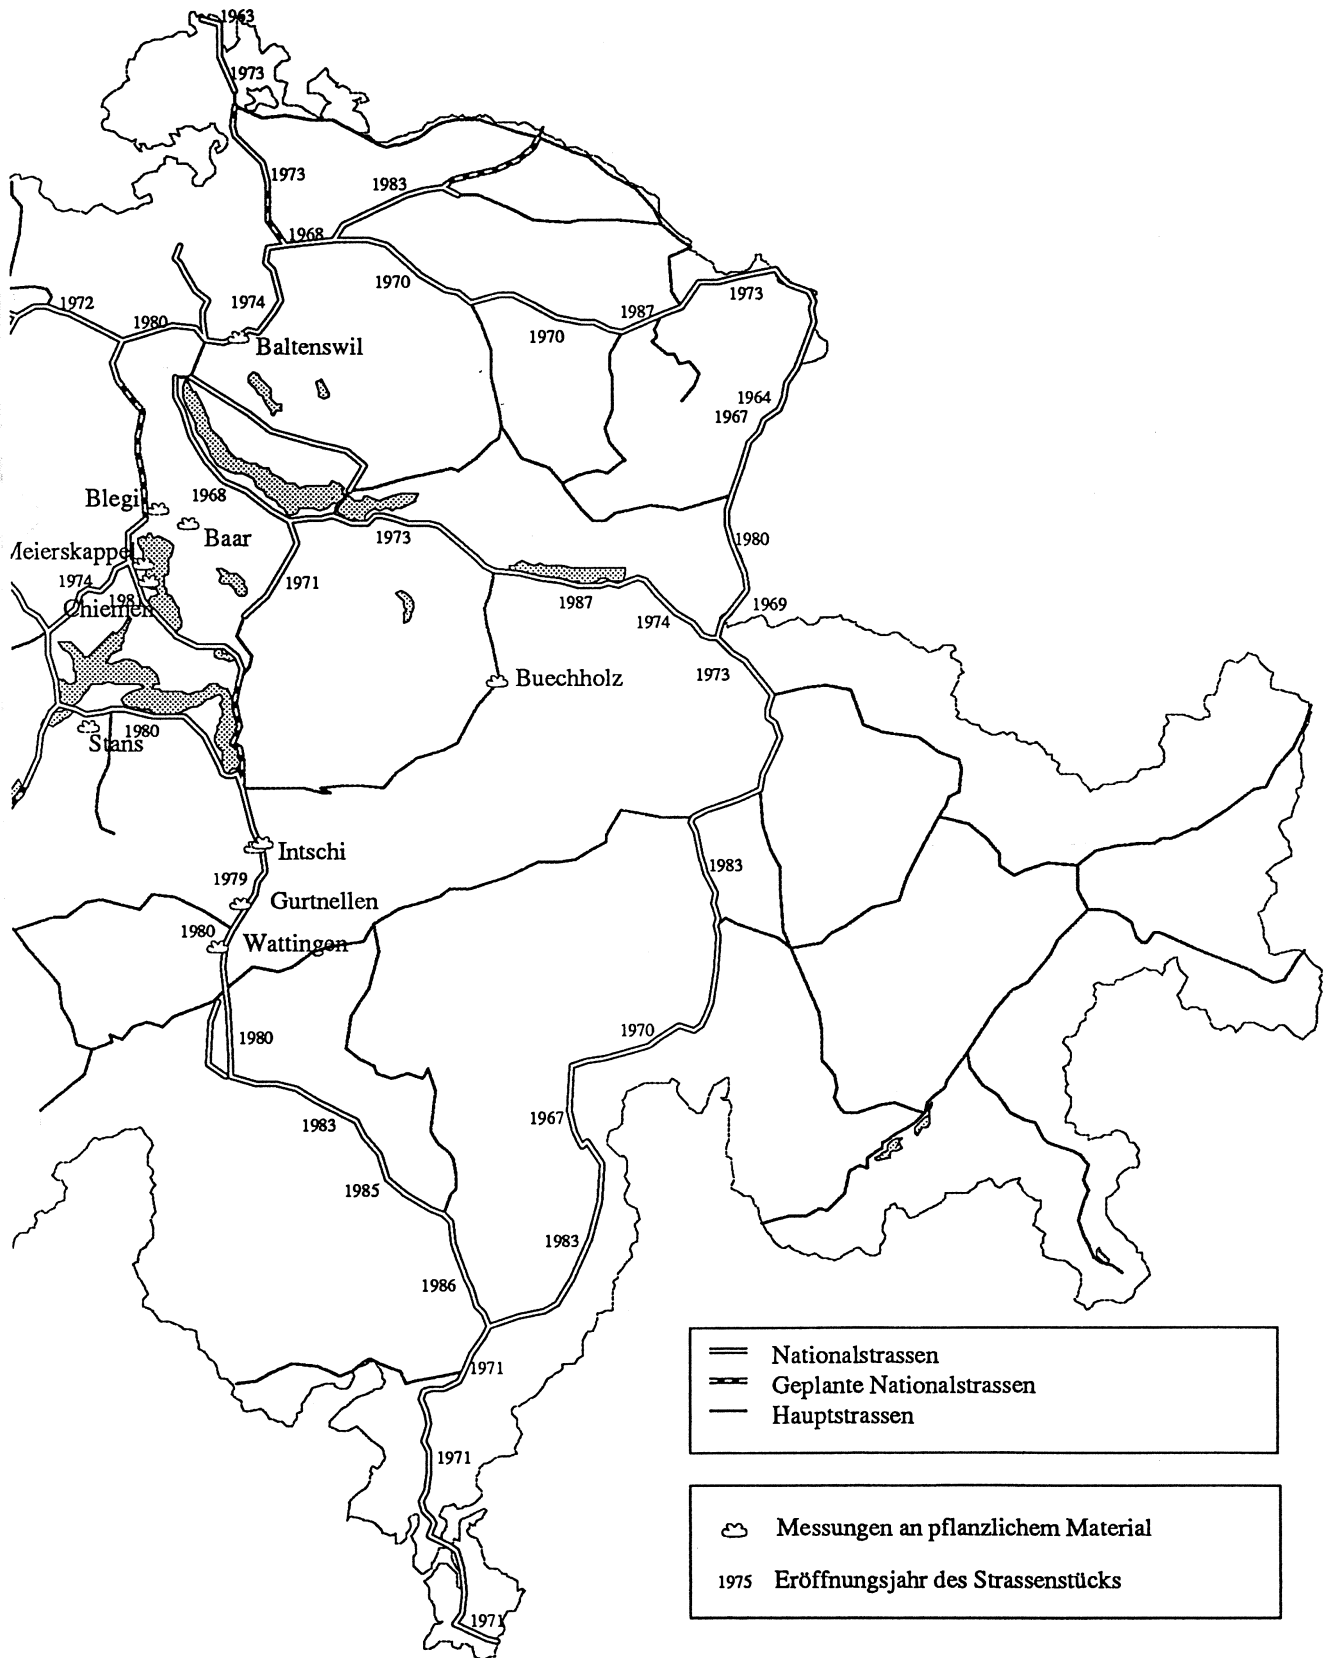 1963
1973
1973
1983
1968
1970
1974
1973
1972
1987
1980
1970
Baltenswil
1964
1967
Blegi
1968
Baar
1973
1980
Meierskappel
1974
1971
198
Chiemen
1987
1969
1974
1973
Buechholz
1980
Stans
Intschi
1983
1979
Gurtnellen
1980
Wattingen
1980
1970
1983
1967
1985
1983
1986
1971
1971
1971
Nationalstrassen
Geplante Nationalstrassen
Hauptstrassen
Messungen an pflanzlichem Material
1975 Eröffnungsjahr des Strassenstücks